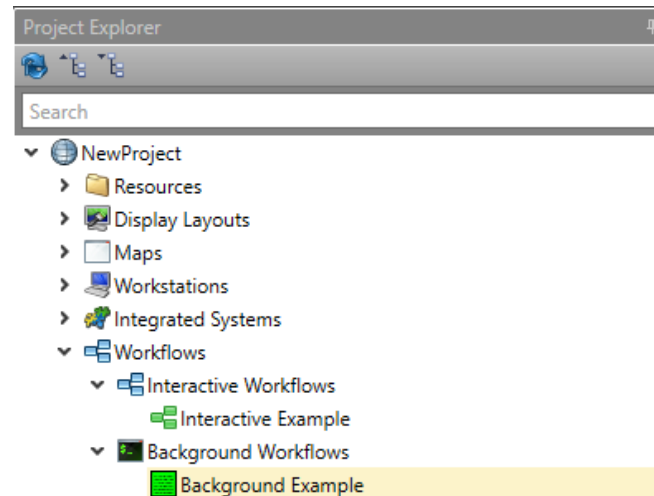 Project Explorer
Search
NewProject
Resources
Display Layouts
Maps
Workstations
Integrated Systems
Workflows
Interactive Workflows
Interactive Example
Background Workflows
Background Example